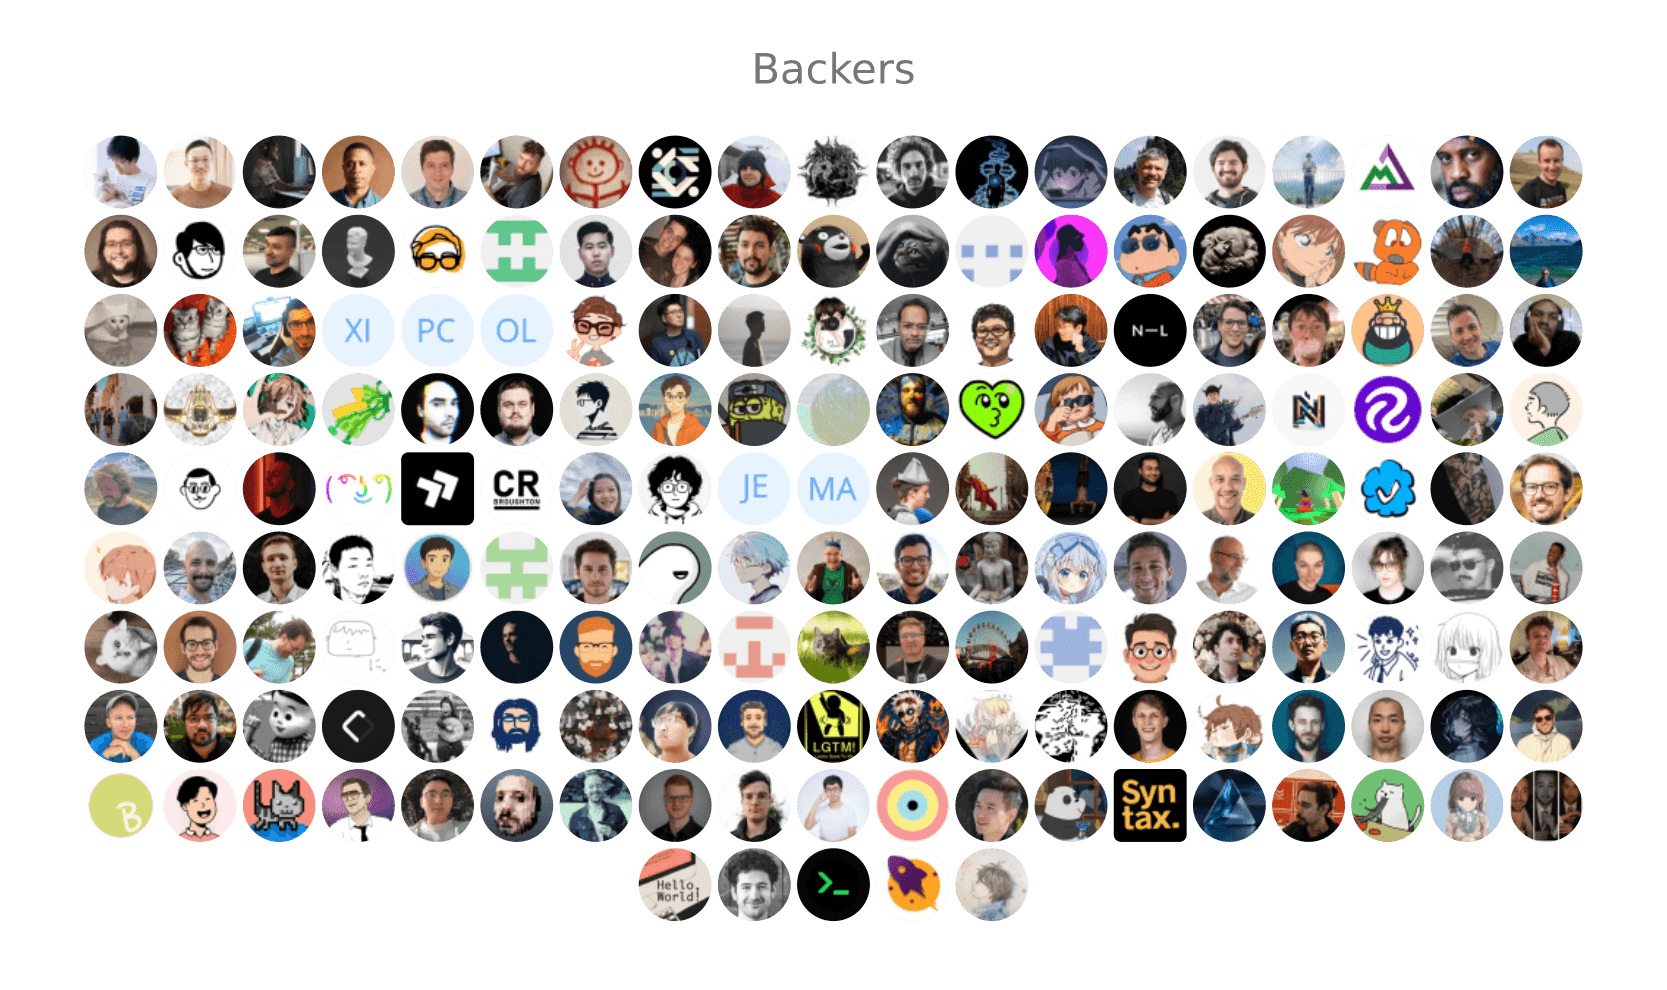 Backers
XI
PC
OL
N—L
CR
BROUGHTON
JE
MA
LGTM!
B
Syn
tax.
Hello,
World!